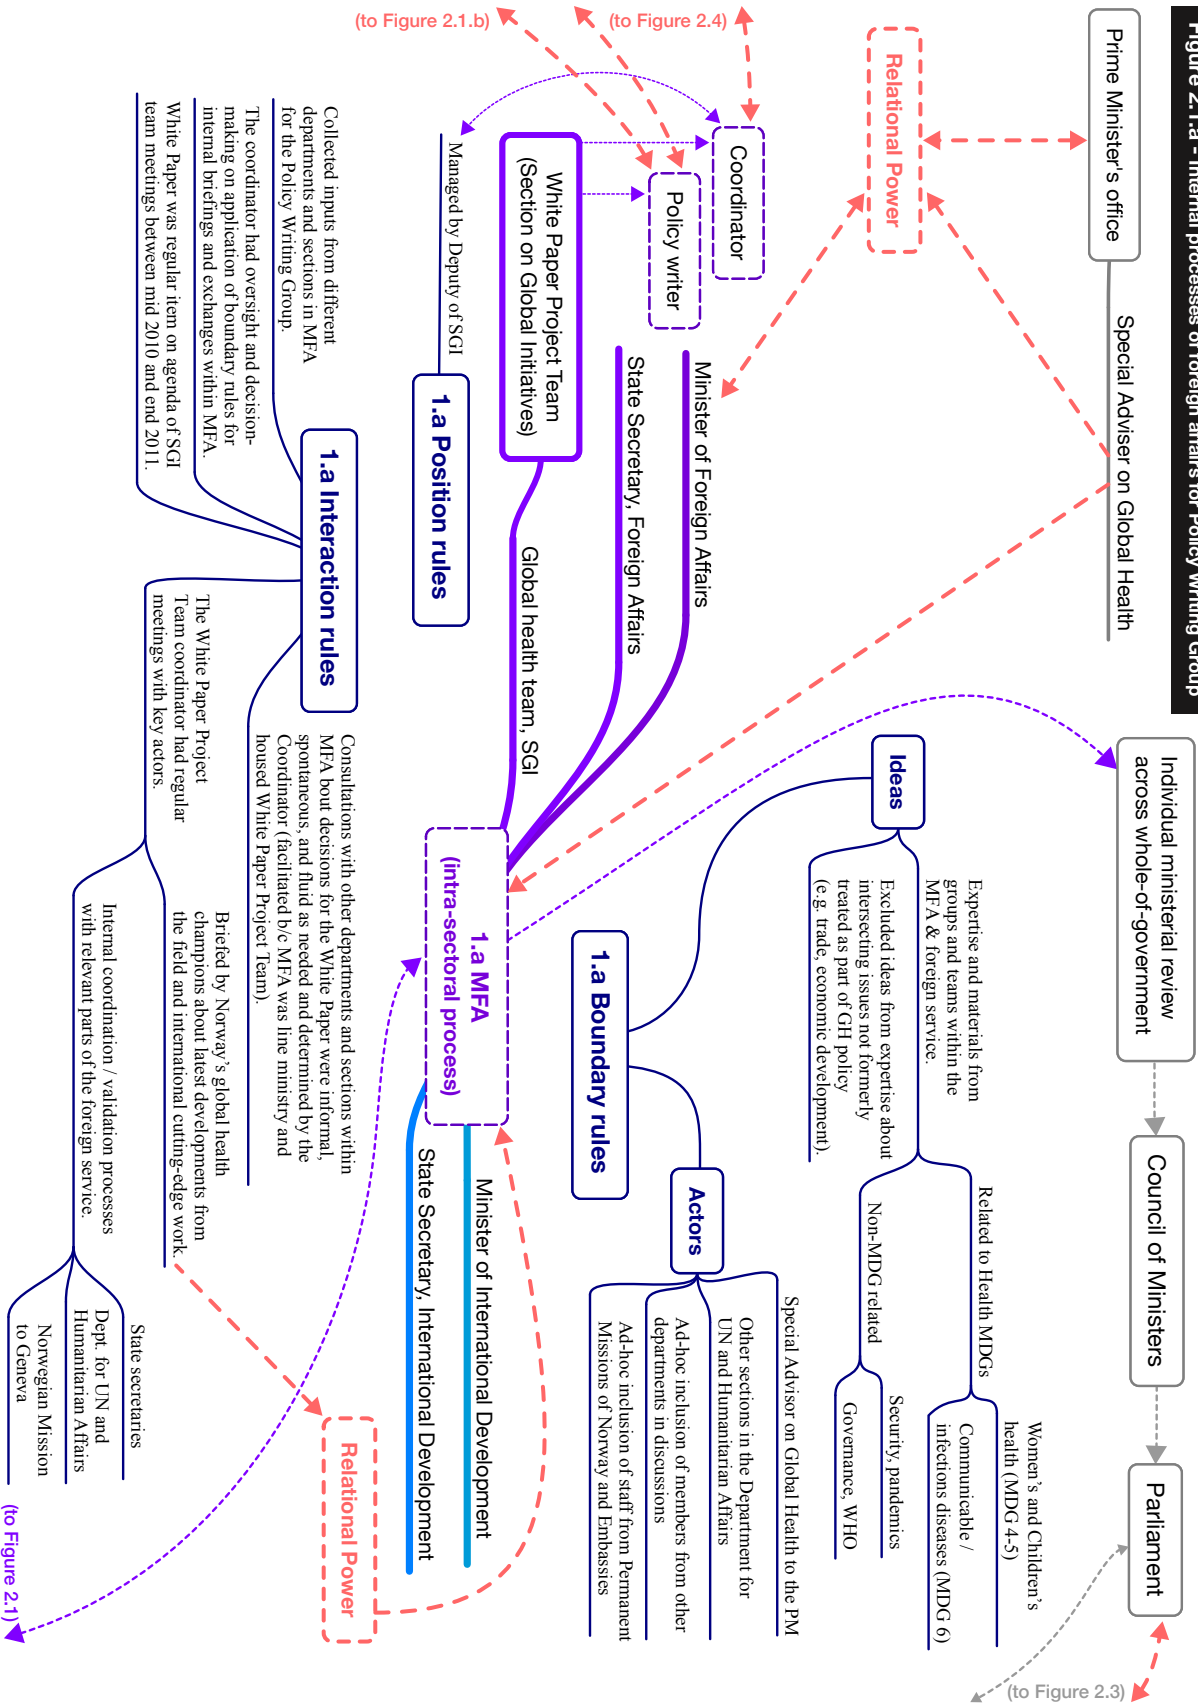 Figure 2.1.a - Internal processes of foreign affairs for Policy Writing Group
Prime Minister's office
Special Adviser on Global Health
Individual ministerial review
across whole-of-government
Council of Ministers
Parliament
(to Figure 2.3)
Relational Power
(to Figure 2.4)
(to Figure 2.1.b)
Coordinator
Policy writer
White Paper Project Team
(Section on Global Initiatives)
Managed by Deputy of SGI
1.a Position rules
Minister of Foreign Affairs
State Secretary, Foreign Affairs
Global health team, SGI
Ideas
Expertise and materials from
groups and teams within the
MFA & foreign service.
Excluded ideas from expertise about
intersecting issues not formerly
treated as part of GH policy
(e.g. trade, economic development).
Related to Health MDGs
Women's and Children's
health (MDG 4-5)
Communicable /
infections diseases (MDG 6)
Non-MDG related
Security, pandemics
Governance, WHO
1.a Boundary rules
Actors
Special Advisor on Global Health to the PM
Other sections in the Department for
UN and Humanitarian Affairs
Ad-hoc inclusion of members from other
departments in discussions
Ad-hoc inclusion of staff from Permanent
Missions of Norway and Embassies
1.a MFA
(intra-sectoral process)
Minister of International Development
State Secretary, International Development
1.a Interaction rules
Collected inputs from different
departments and sections in MFA
for the Policy Writing Group.
The coordinator had oversight and decision-
making on application of boundary rules for
internal briefings and exchanges within MFA.
White Paper was regular item on agenda of SGI
team meetings between mid 2010 and end 2011.
Consultations with other departments and sections within
MFA about decisions for the White Paper were informal,
spontaneous, and fluid as needed and determined by the
Coordinator (facilitated b/c MFA was line ministry and
housed White Paper Project Team).
The White Paper Project
Team coordinator had regular
meetings with key actors.
Briefed by Norway's global health
champions about latest developments from
the field and international cutting-edge work.
Internal coordination / validation processes
with relevant parts of the foreign service.
State secretaries
Dept. for UN and
Humanitarian Affairs
Norwegian Mission
to Geneva
Relational Power
(to Figure 2.1)